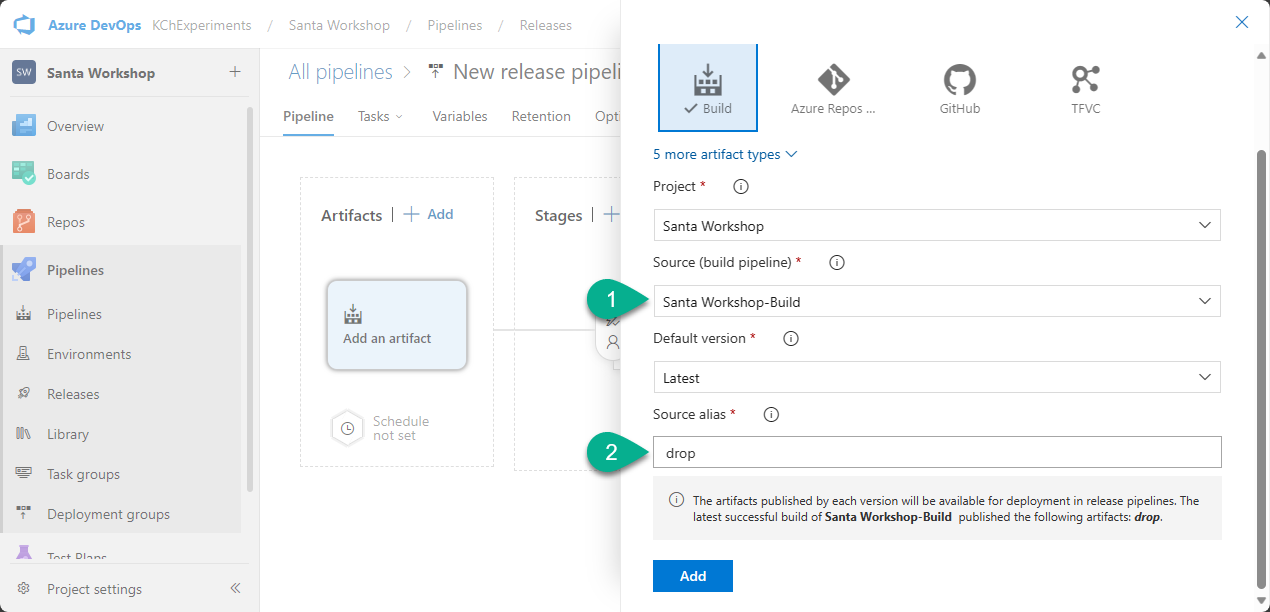 Azure DevOps KChExperiments / Santa Workshop / Pipelines / Releases
SW Santa Workshop +
Overview
Boards
Repos
Pipelines
Pipelines
Environments
Releases
Library
Task groups
Deployment groups
Test Plans
Project settings
All pipelines > New release pipeli
Pipeline Tasks Variables Retention Opti
Artifacts | + Add
Stages | +
Add an artifact
Schedule
not set
Build
Azure Repos ...
GitHub
TFVC
5 more artifact types
Project *
Santa Workshop
Source (build pipeline) *
1
Santa Workshop-Build
Default version *
Latest
Source alias *
2
drop
The artifacts published by each version will be available for deployment in release pipelines. The
latest successful build of Santa Workshop-Build published the following artifacts: drop.
Add